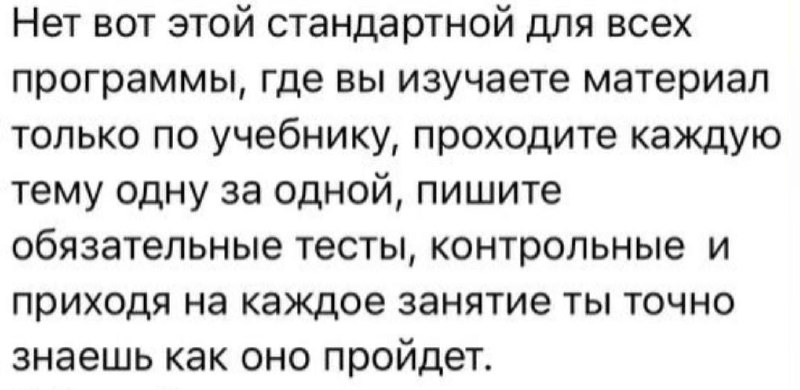 Нет вот этой стандартной для всех
программы, где вы изучаете материал
только по учебнику, проходите каждую
тему одну за одной, пишите
обязательные тесты, контрольные  и
приходя на каждое занятие ты точно
знаешь как оно пройдет.